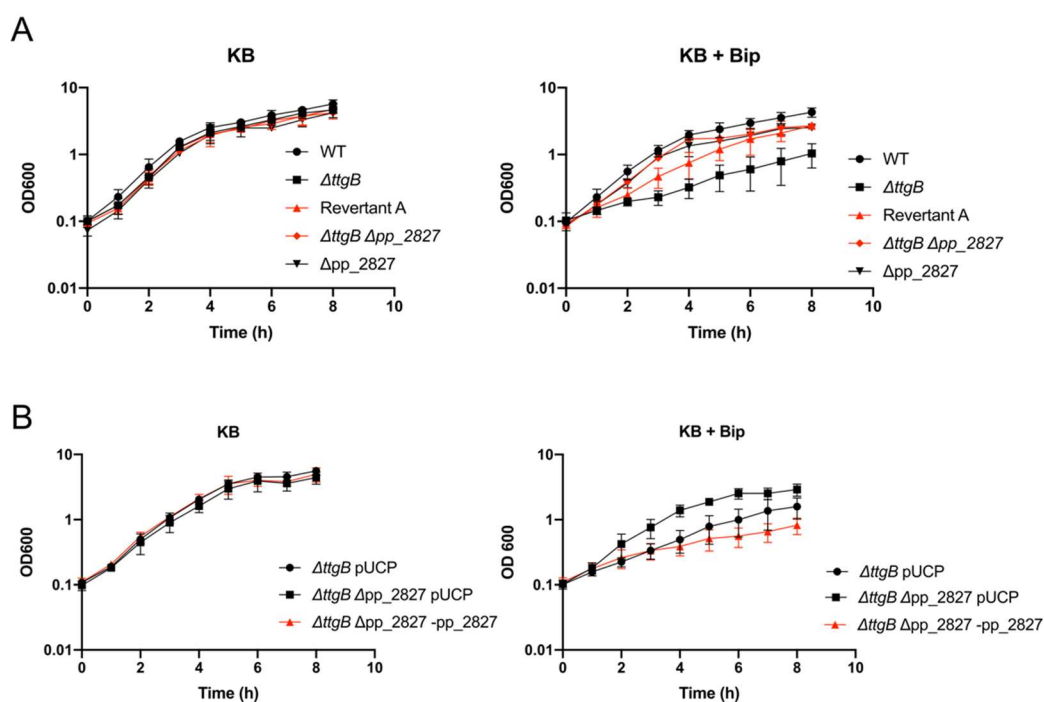 A
KB
KB + Bip
OD600
10
1
0.1
0.01
0
2
4
6
8
10
Time (h)
WT
ΔttgB
Revertant A
ΔttgB Δpp_2827
Δpp_2827
OD600
10
1
0.1
0.01
0
2
4
6
8
10
Time (h)
WT
ΔttgB
Revertant A
ΔttgB Δpp_2827
Δpp_2827
B
KB
KB + Bip
OD600
10
1
0.1
0.01
0
2
4
6
8
10
Time (h)
ΔttgB pUCP
ΔttgB Δpp_2827 pUCP
ΔttgB Δpp_2827 -pp_2827
OD 600
10
1
0.1
0.01
0
2
4
6
8
10
Time (h)
ΔttgB pUCP
ΔttgB Δpp_2827 pUCP
ΔttgB Δpp_2827 -pp_2827